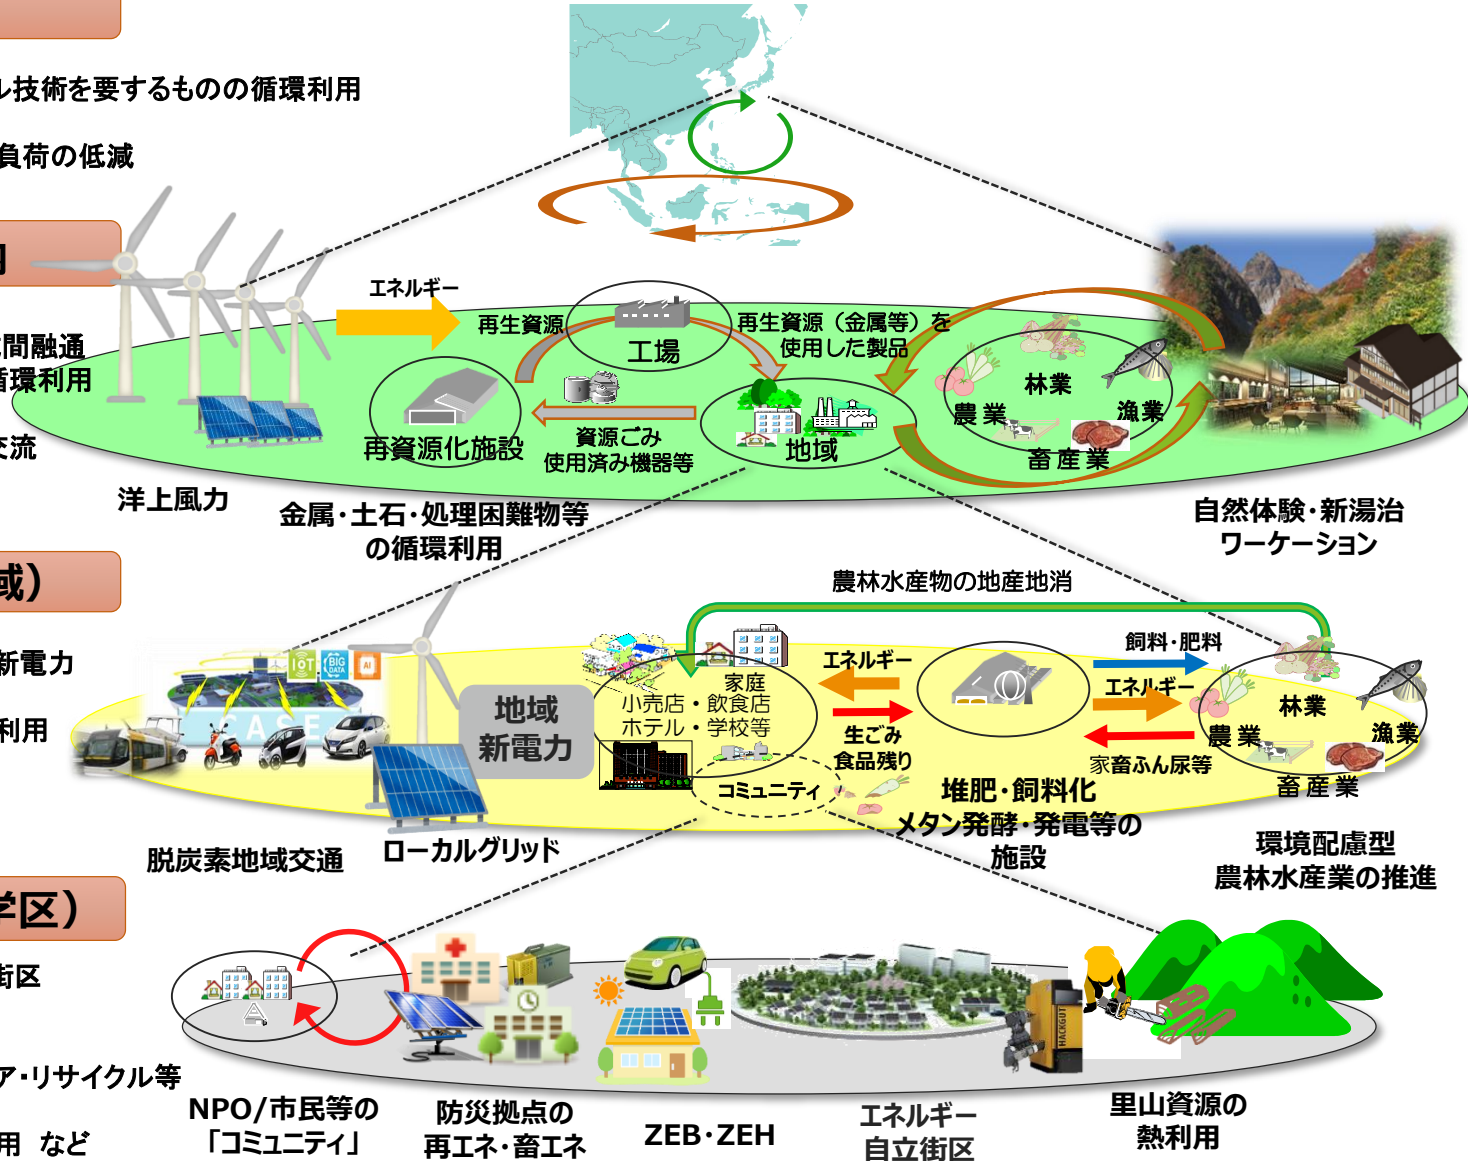 ル技術を要するものの循環利用
負荷の低減
エネルギー
再生資源
工場
再生資源（金属等）を
使用した製品
間融通
循環利用
交流
再資源化施設
資源ごみ
使用済み機器等
地域
農業
林業
漁業
畜産業
洋上風力
金属・土石・処理困難物等
の循環利用
自然体験・新湯治
ワーケーション
域）
農林水産物の地産地消
新電力
利用
IoT
BIG
DATA
AI
CASE
地域
新電力
家庭
小売店・飲食店
ホテル・学校等
コミュニティ
エネルギー
生ごみ
食品残り
飼料・肥料
エネルギー
家畜ふん尿等
農業
林業
漁業
畜産業
脱炭素地域交通
ローカルグリッド
堆肥・飼料化
メタン発酵・発電等の
施設
環境配慮型
農林水産業の推進
学区）
街区
ア・リサイクル等
用 など
HACKGUT
NPO/市民等の
「コミュニティ」
防災拠点の
再エネ・畜エネ
ZEB・ZEH
エネルギー
自立街区
里山資源の
熱利用